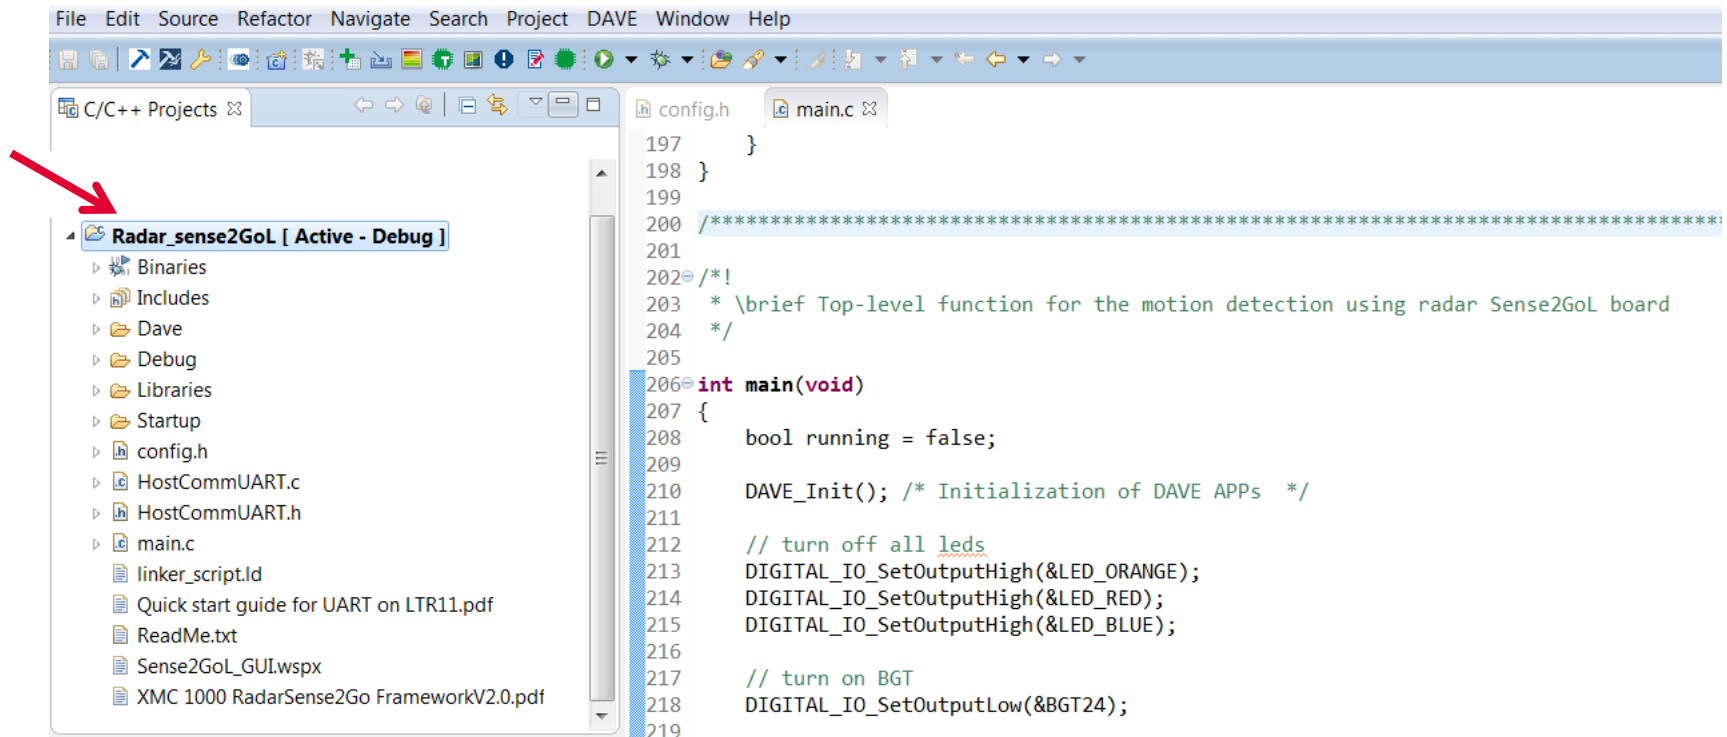 File Edit Source Refactor Navigate Search Project DAVE Window Help
C/C++ Projects
Radar_sense2GoL [ Active - Debug ]
Binaries
Includes
Dave
Debug
Libraries
Startup
config.h
HostCommUART.c
HostCommUART.h
main.c
linker_script.ld
Quick start guide for UART on LTR11.pdf
ReadMe.txt
Sense2GoL_GUI.wspx
XMC 1000 RadarSense2Go FrameworkV2.0.pdf
config.h main.c
197     }
198 }
199
200 /*************************************************************************************
201
202 /*!
203  * \brief Top-level function for the motion detection using radar Sense2GoL board
204  */
205
206 int main(void)
207 {
208     bool running = false;
209
210     DAVE_Init(); /* Initialization of DAVE APPs  */
211
212     // turn off all leds
213     DIGITAL_IO_SetOutputHigh(&LED_ORANGE);
214     DIGITAL_IO_SetOutputHigh(&LED_RED);
215     DIGITAL_IO_SetOutputHigh(&LED_BLUE);
216
217     // turn on BGT
218     DIGITAL_IO_SetOutputLow(&BGT24);
219